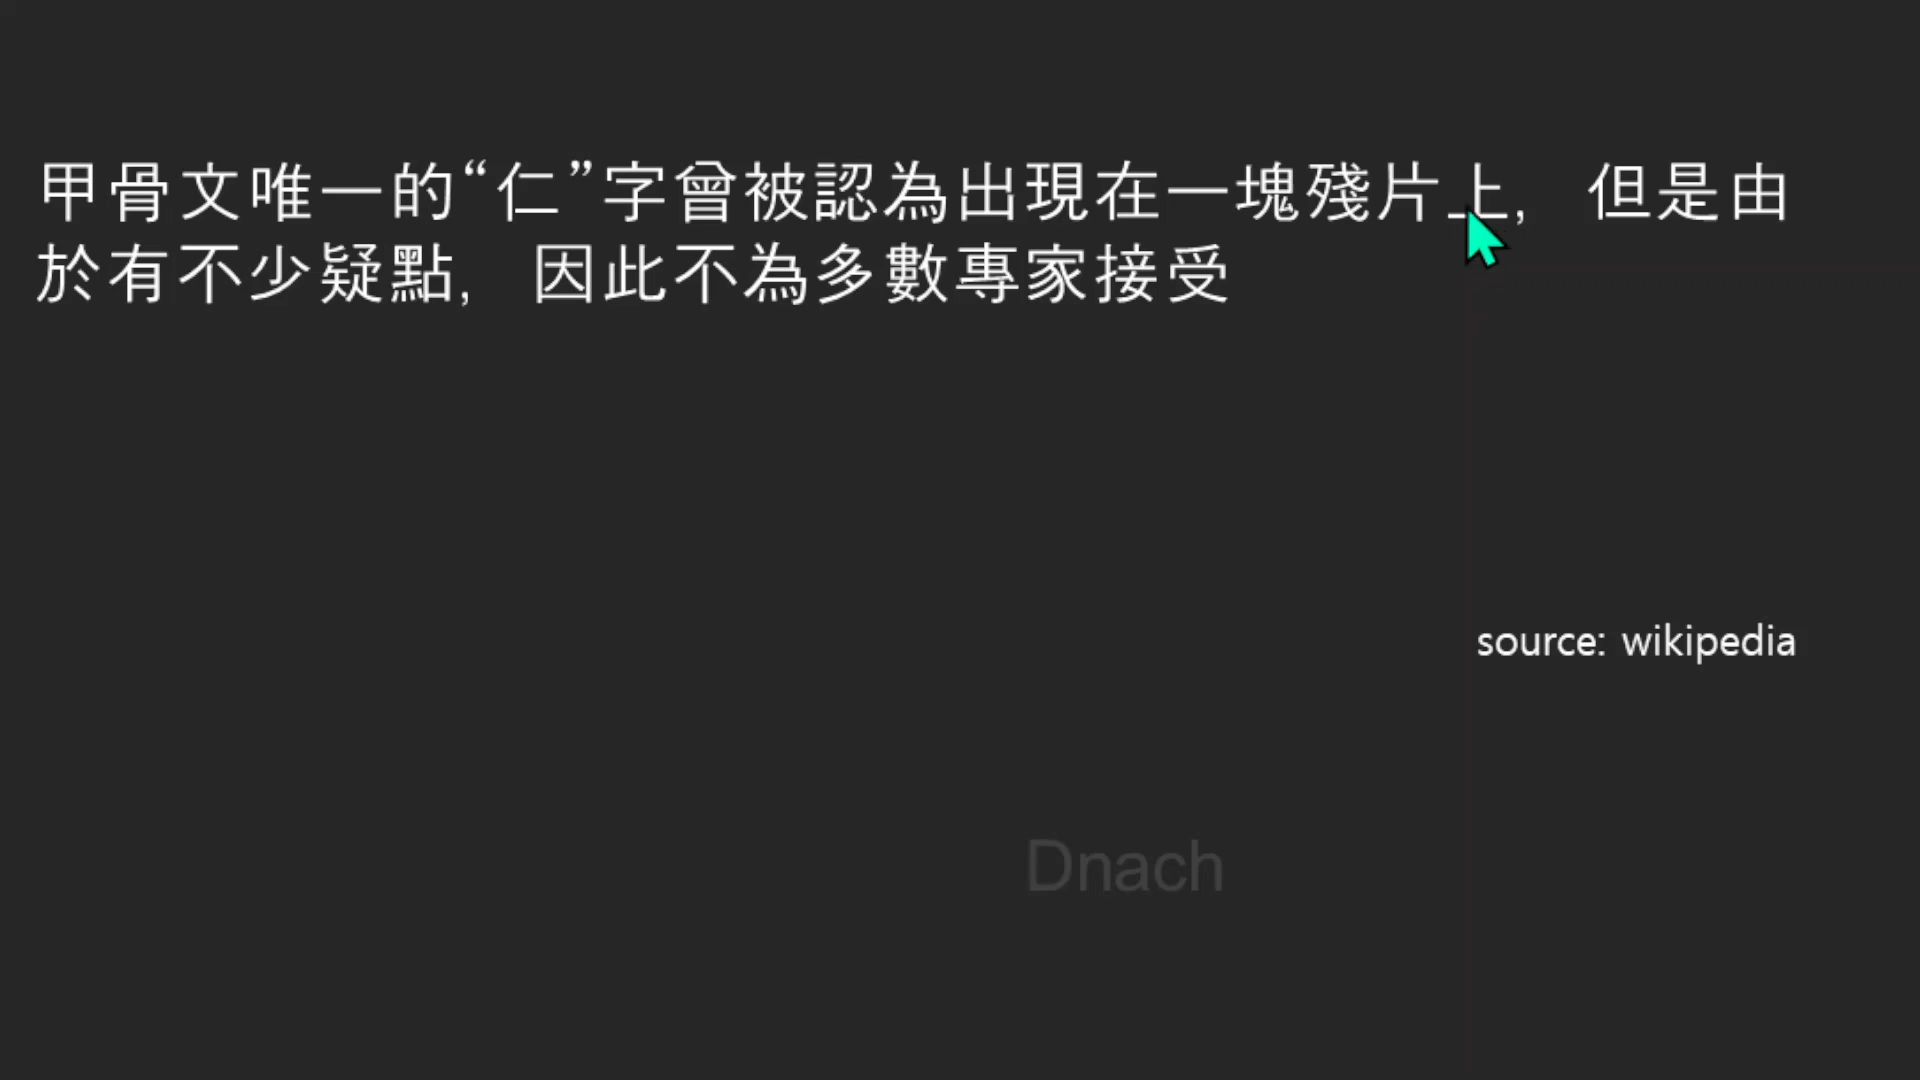 甲骨文唯一的“仁”字曾被認為出現在一塊殘片上, 但是由
於有不少疑點, 因此不為多數專家接受
source: wikipedia
Dnach